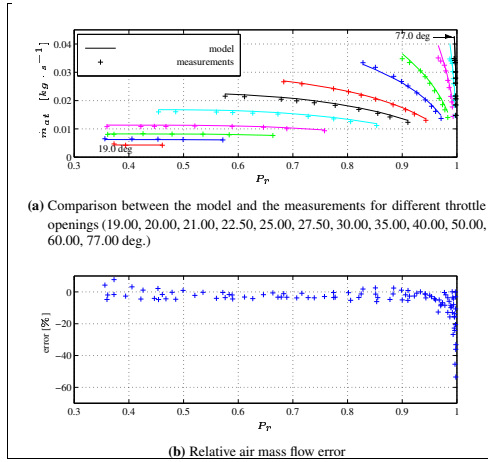 77.0 deg
0.04
0.03
0.02
0.01
0
ṁ_at [kg · s⁻¹]
model
measurements
19.0 deg
0.3 0.4 0.5 0.6 0.7 0.8 0.9 1
P_r
(a) Comparison between the model and the measurements for different throttle
openings (19.00, 20.00, 21.00, 22.50, 25.00, 27.50, 30.00, 35.00, 40.00, 50.00,
60.00, 77.00 deg.)
0
−20
−40
−60
error [%]
0.3 0.4 0.5 0.6 0.7 0.8 0.9 1
P_r
(b) Relative air mass flow error